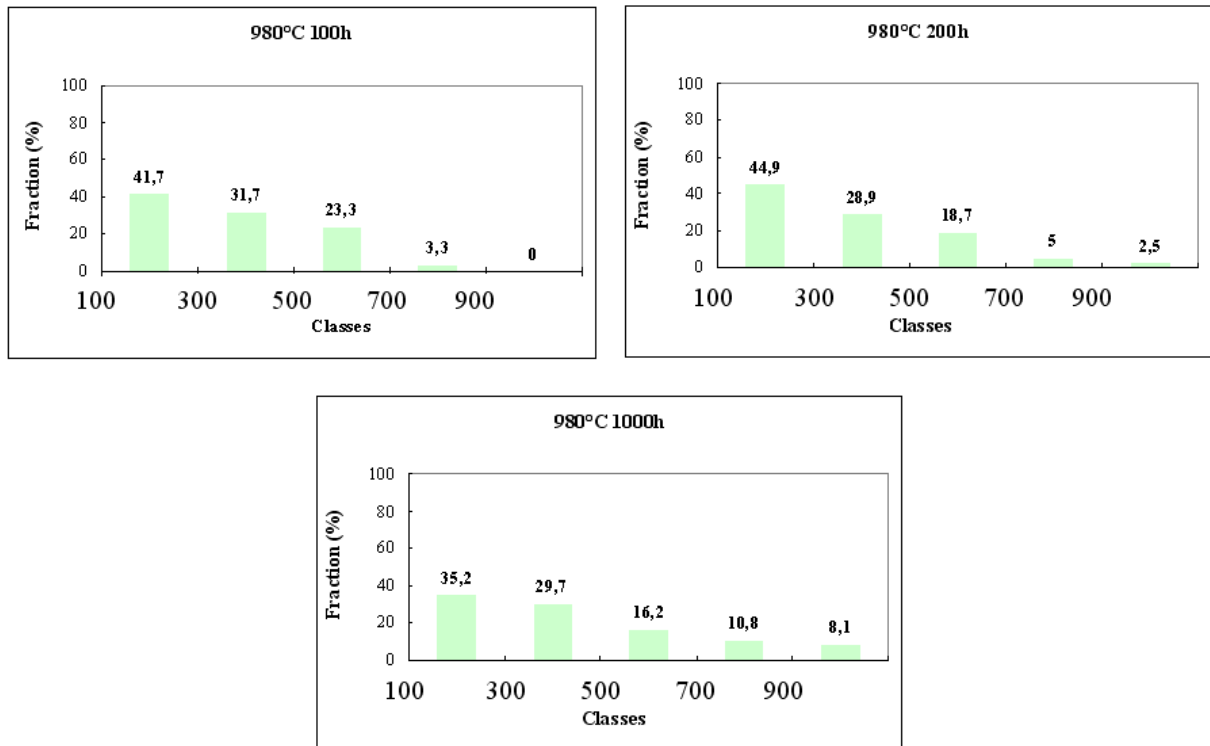 980°C 100h
Fraction (%)
100
80
60
40
20
0
41,7
31,7
23,3
3,3
0
100 300 500 700 900
Classes
980°C 200h
Fraction (%)
100
80
60
40
20
0
44,9
28,9
18,7
5
2,5
100 300 500 700 900
Classes
980°C 1000h
Fraction (%)
100
80
60
40
20
0
35,2
29,7
16,2
10,8
8,1
100 300 500 700 900
Classes